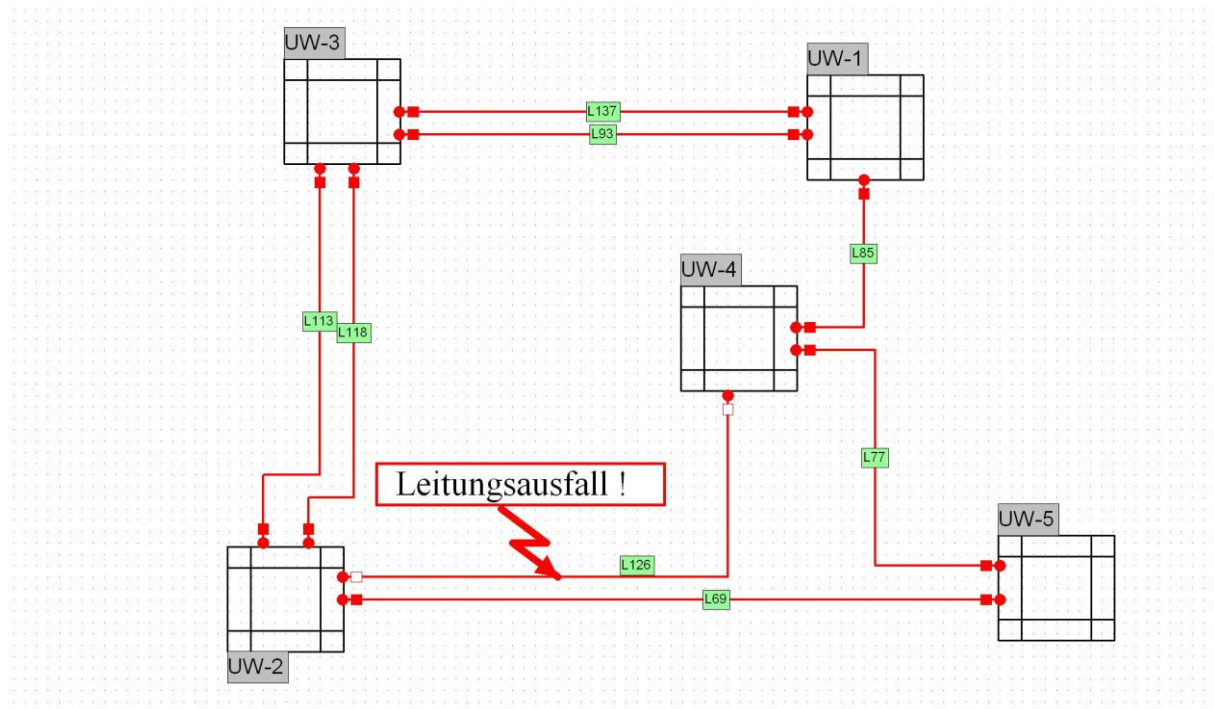 UW-3
UW-1
L137
L93
L85
UW-4
L113
L118
L77
Leitungsausfall !
UW-5
L126
L69
UW-2